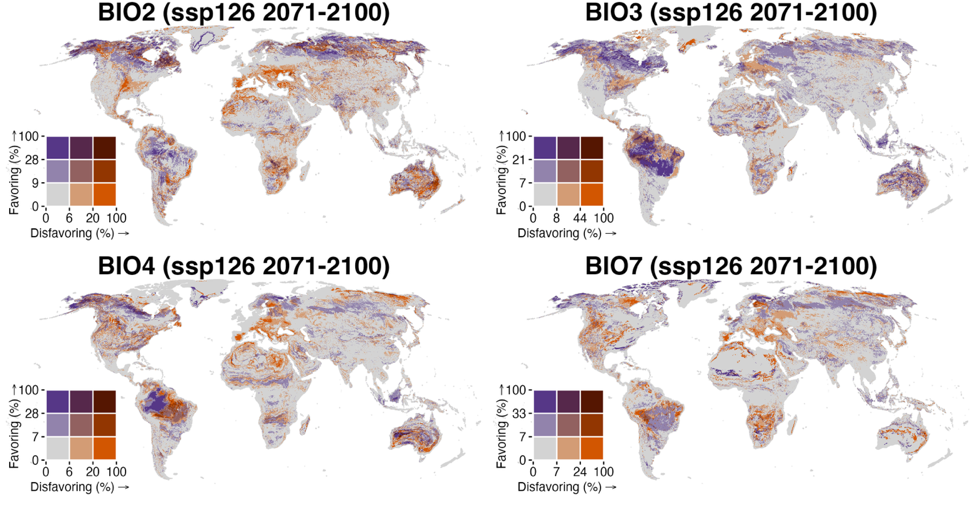 BIO2 (ssp126 2071-2100)
Favoring (%) →
100
28
9
0
0 6 20 100
Disfavoring (%) →
BIO3 (ssp126 2071-2100)
Favoring (%) →
100
21
7
0
0 8 44 100
Disfavoring (%) →
BIO4 (ssp126 2071-2100)
Favoring (%) →
100
28
7
0
0 6 20 100
Disfavoring (%) →
BIO7 (ssp126 2071-2100)
Favoring (%) →
100
33
7
0
0 7 24 100
Disfavoring (%) →